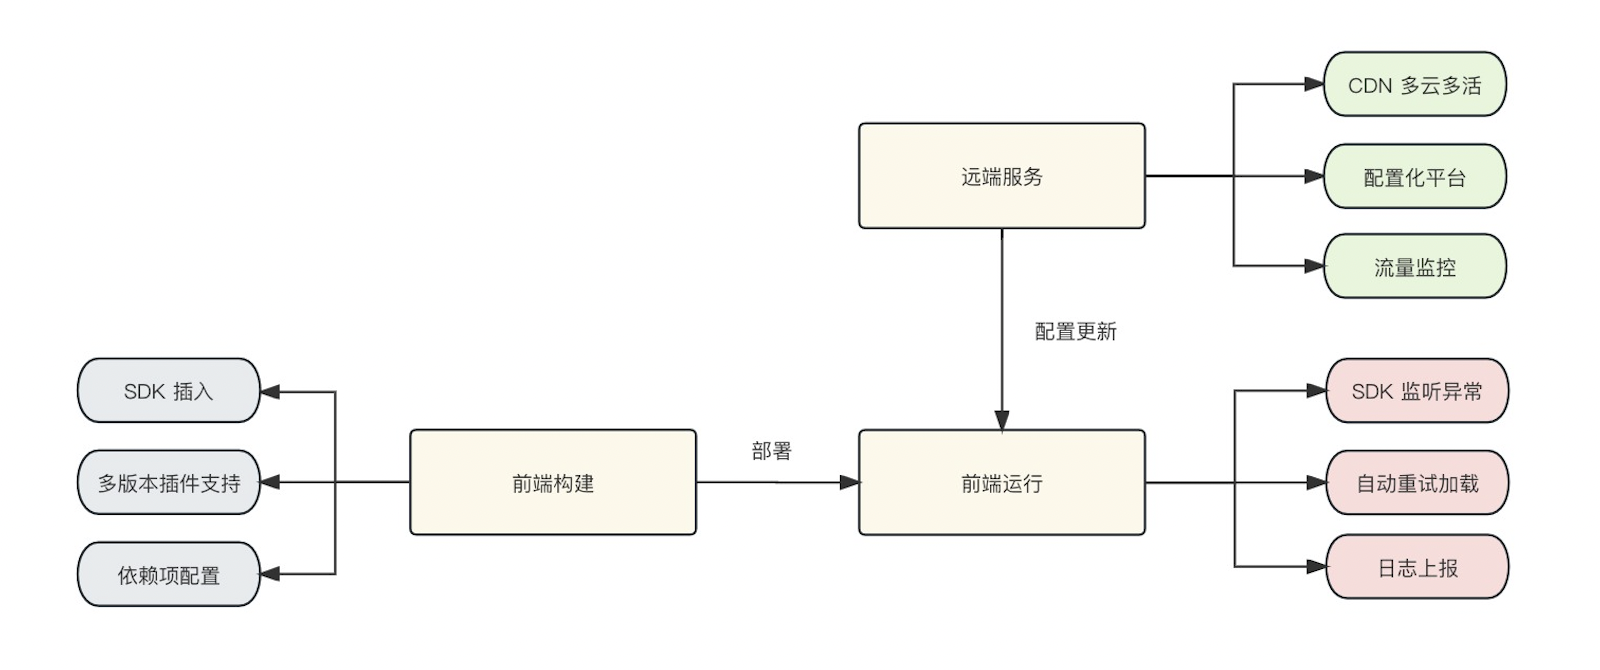 CDN 多云多活
远端服务
配置化平台
流量监控
配置更新
SDK 插入
多版本插件支持
依赖项配置
前端构建
部署
前端运行
SDK 监听异常
自动重试加载
日志上报